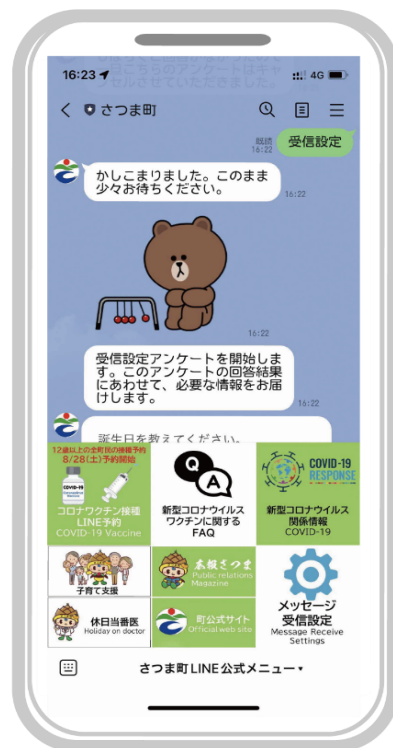 16:23
4G
さつま町
既読
16:22
受信設定
かしこまりました。このまま
少々お待ちください。
16:22
16:22
受信設定アンケートを開始しま
す。このアンケートの回答結果
にあわせて、必要な情報をお届
けします。
16:22
誕生日を教えてください。
12歳以上の全町民の接種予約
8/28(土)予約開始
COVID-19
コロナワクチン接種
LINE予約
COVID-19 Vaccine
Q
A
新型コロナウイルス
ワクチンに関する
FAQ
COVID-19
RESPONSE
新型コロナウイルス
関係情報
COVID-19
子育て支援
休日当番医
Holiday on doctor
広報さつま
Public relations
Magazine
町公式サイト
Official web site
メッセージ
受信設定
Message Receive
Settings
さつま町LINE公式メニュー▾